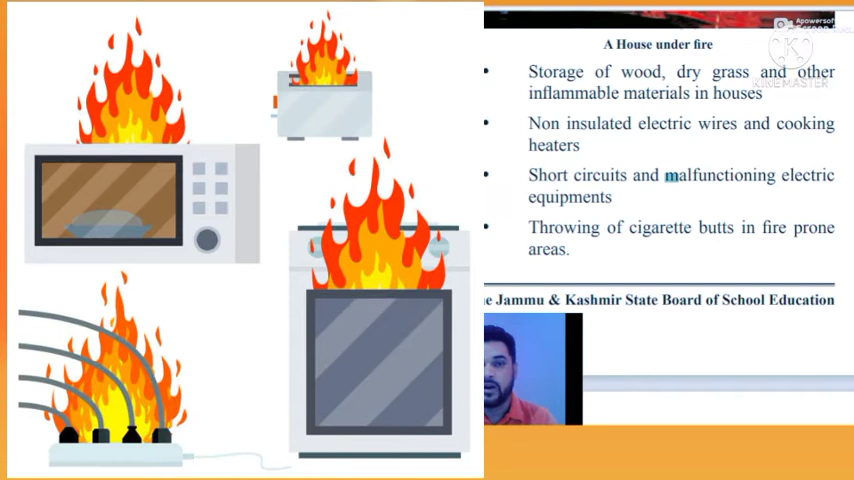 Apowersoft
A House under fire
KINEMASTER
Storage of wood, dry grass and other
inflammable materials in houses
Non insulated electric wires and cooking
heaters
Short circuits and malfunctioning electric
equipments
Throwing of cigarette butts in fire prone
areas.
e Jammu & Kashmir State Board of School Education